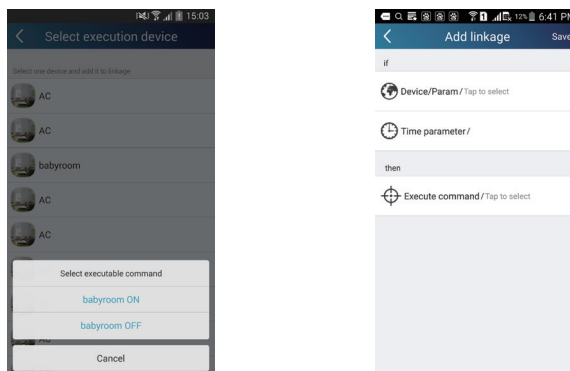 15:03
Select execution device
Select one device and add it to linkage
AC
AC
babyroom
AC
AC
Select executable command
babyroom ON
babyroom OFF
AC
Cancel
12% 6:41 PM
Add linkage
Save
if
Device/Param/Tap to select
Time parameter/
then
Execute command/Tap to select